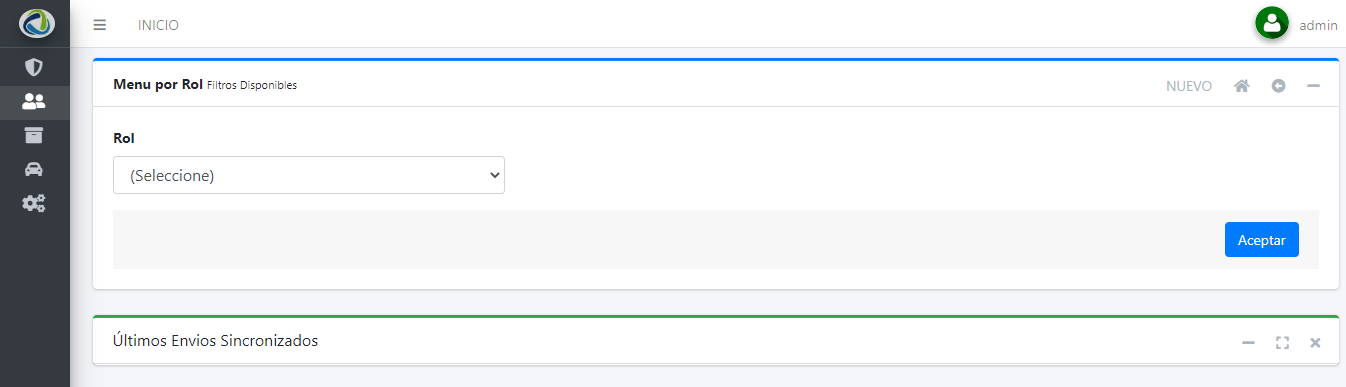 INICIO
admin
Menu por Rol Filtros Disponibles
NUEVO
Rol
(Seleccione)
Aceptar
Últimos Envios Sincronizados